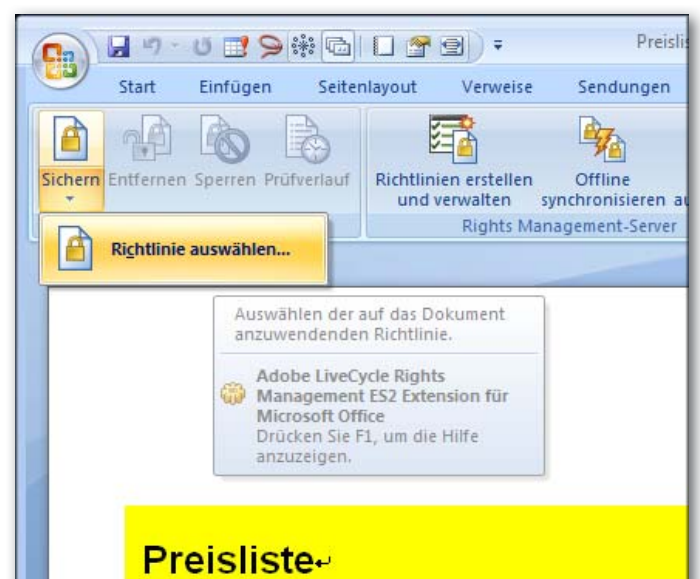 Preislis
Start Einfügen Seitenlayout Verweise Sendungen
Sichern Entfernen Sperren Prüfverlauf Richtlinien erstellen Offline
und verwalten synchronisieren au
Rights Management-Server
Richtlinie auswählen...
Auswählen der auf das Dokument
anzuwendenden Richtlinie.
Adobe LiveCycle Rights
Management ES2 Extension für
Microsoft Office
Drücken Sie F1, um die Hilfe
anzuzeigen.
Preisliste↵